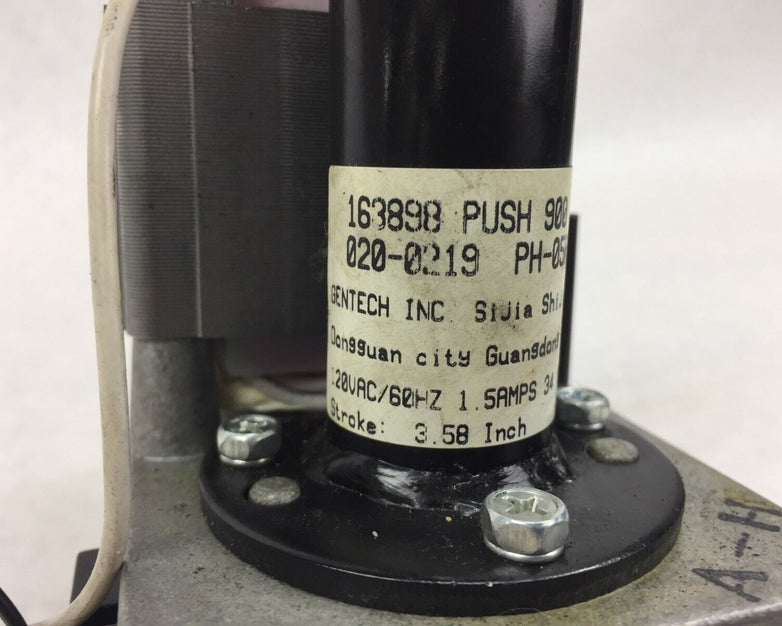 163898 PUSH 900
020-0219 PH-05
GENTECH INC. SiJia Shi.
Dongguan city Guangdong
120VAC/60HZ 1.5AMPS 34
Stroke: 3.58 Inch
A-H